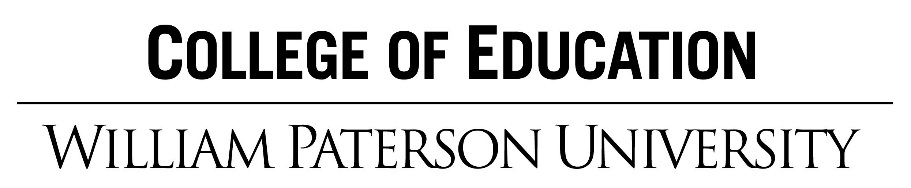 COLLEGE OF EDUCATION
WILLIAM PATERSON UNIVERSITY